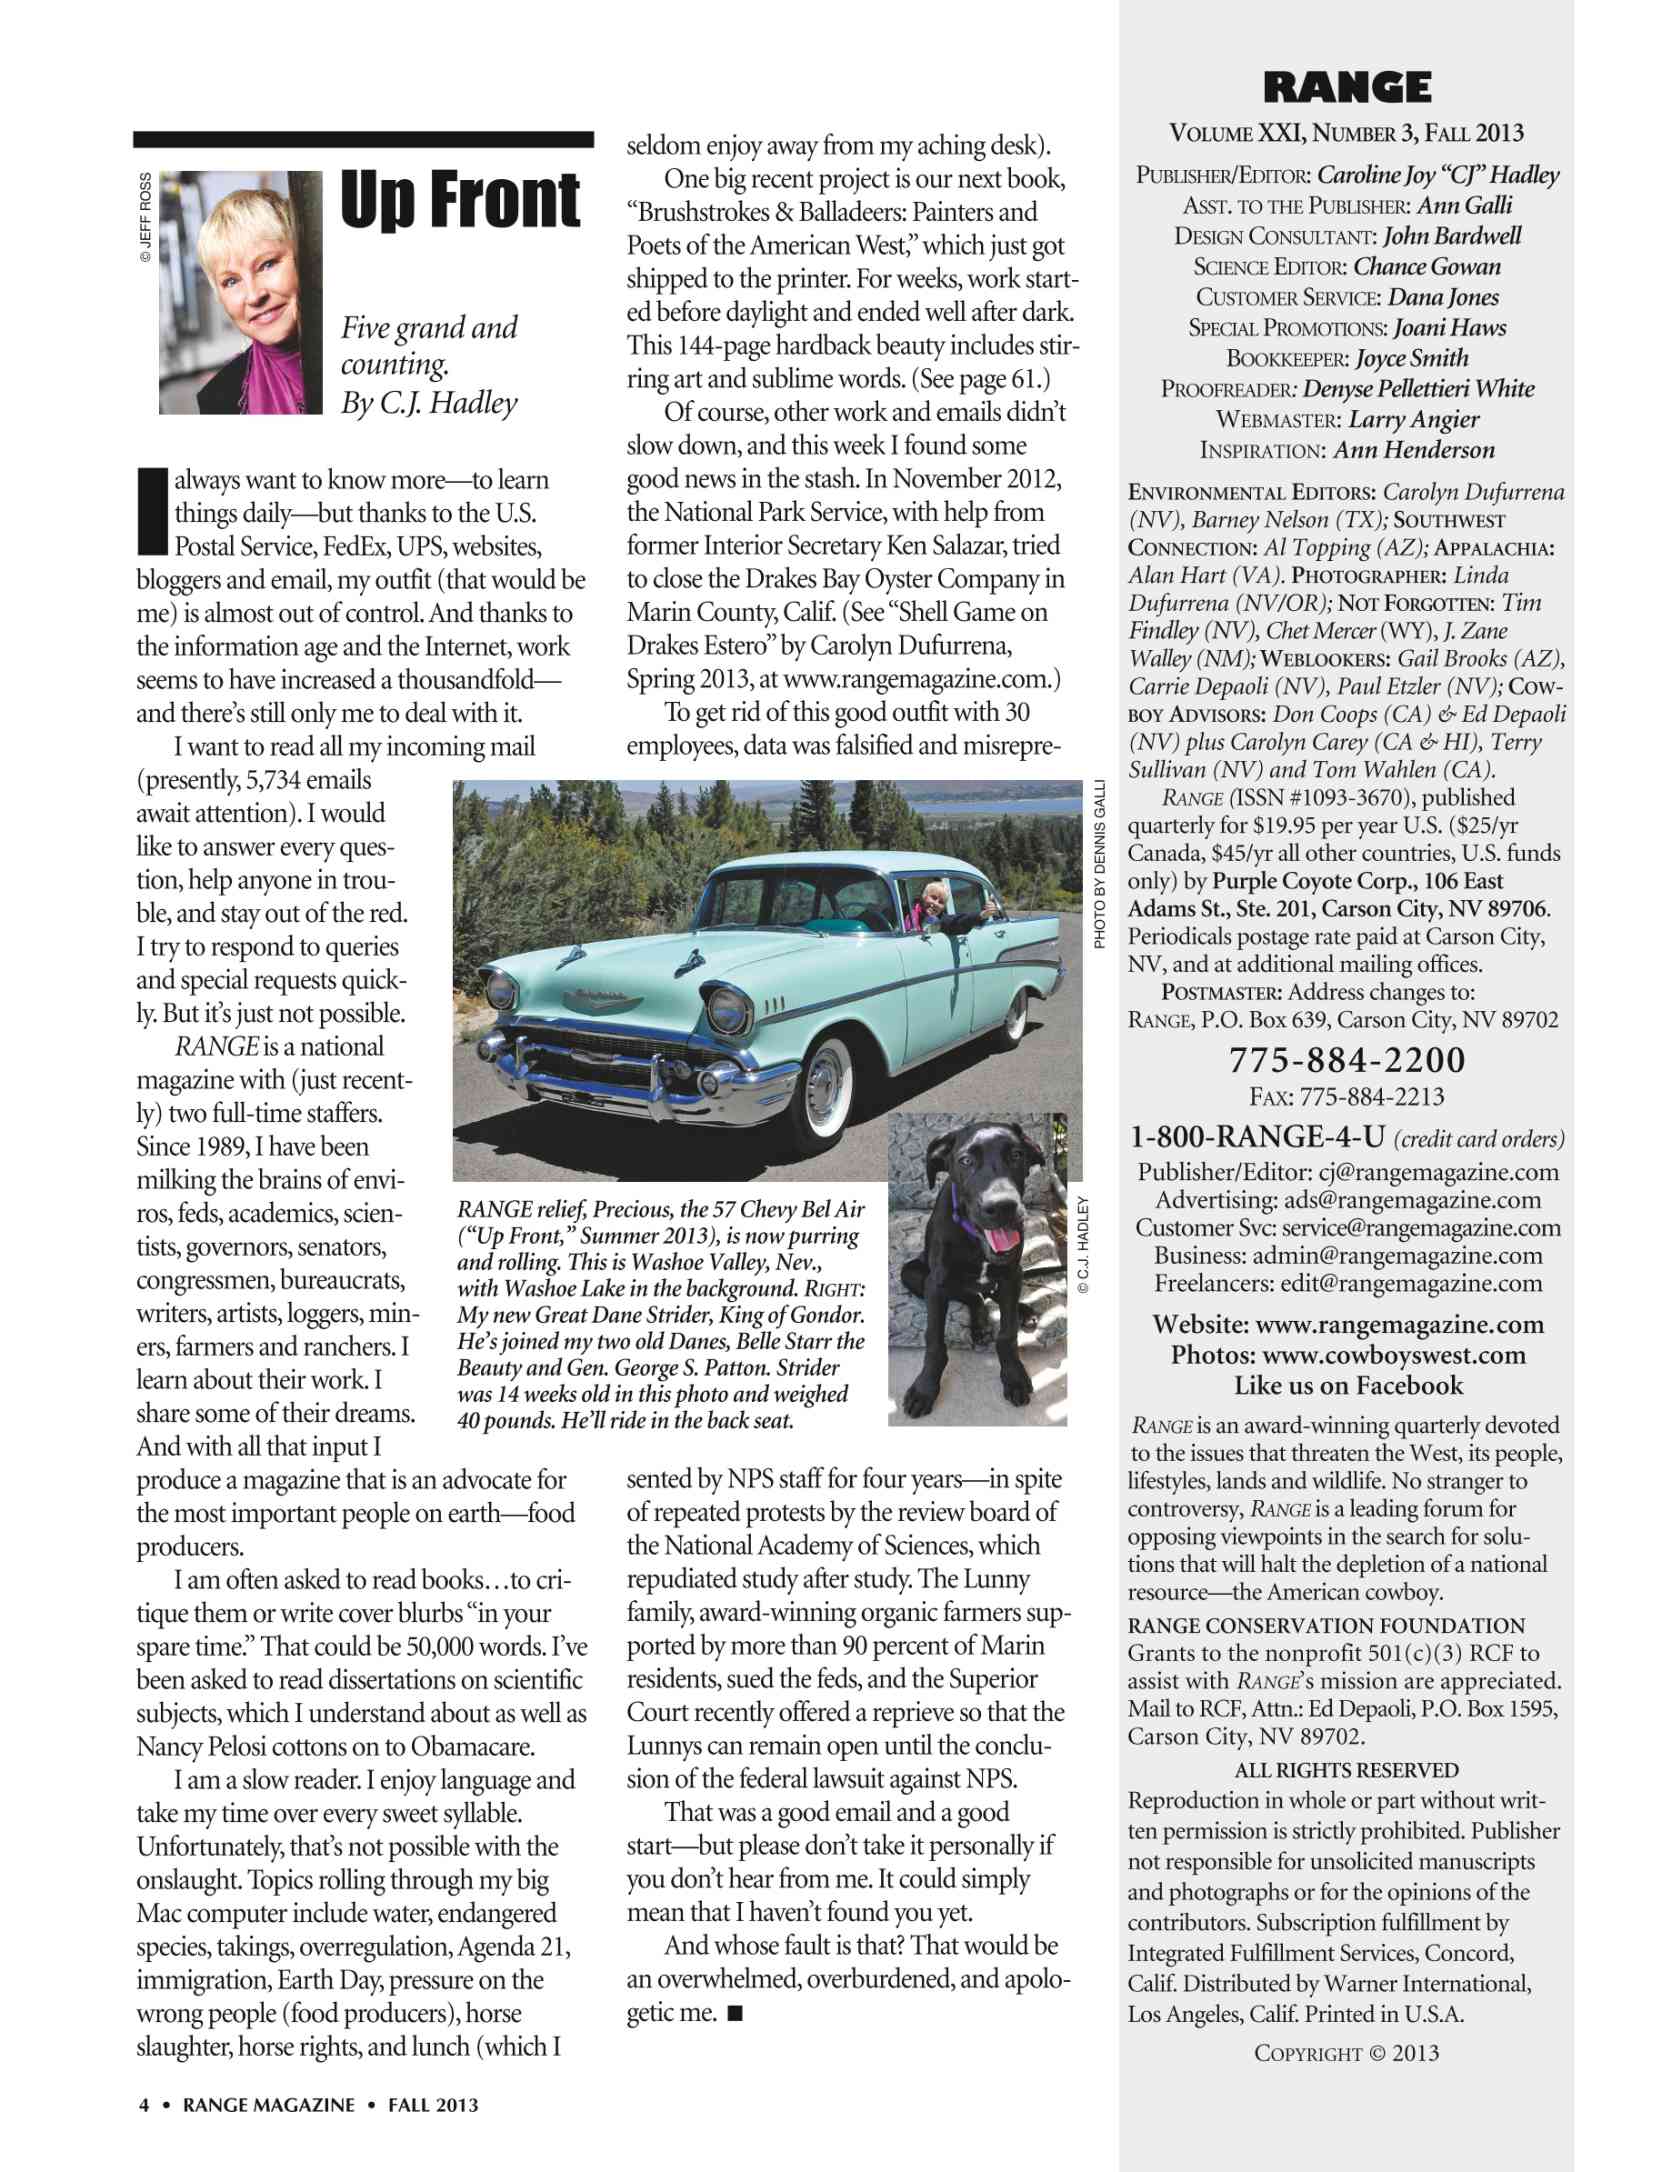 © JEFF ROSS
Up Front
Five grand and
counting.
By C.J. Hadley
I always want to know more—to learn
things daily—but thanks to the U.S.
Postal Service, FedEx, UPS, websites,
bloggers and email, my outfit (that would be
me) is almost out of control. And thanks to
the information age and the Internet, work
seems to have increased a thousandfold—
and there's still only me to deal with it.
I want to read all my incoming mail
(presently, 5,734 emails
await attention). I would
like to answer every ques-
tion, help anyone in trou-
ble, and stay out of the red.
I try to respond to queries
and special requests quick-
ly. But it's just not possible.
RANGE is a national
magazine with (just recent-
ly) two full-time staffers.
Since 1989, I have been
milking the brains of envi-
ros, feds, academics, scien-
tists, governors, senators,
congressmen, bureaucrats,
writers, artists, loggers, min-
ers, farmers and ranchers. I
learn about their work. I
share some of their dreams.
And with all that input I
produce a magazine that is an advocate for
the most important people on earth—food
producers.
I am often asked to read books…to cri-
tique them or write cover blurbs “in your
spare time.” That could be 50,000 words. I've
been asked to read dissertations on scientific
subjects, which I understand about as well as
Nancy Pelosi cottons on to Obamacare.
I am a slow reader. I enjoy language and
take my time over every sweet syllable.
Unfortunately, that's not possible with the
onslaught. Topics rolling through my big
Mac computer include water, endangered
species, takings, overregulation, Agenda 21,
immigration, Earth Day, pressure on the
wrong people (food producers), horse
slaughter, horse rights, and lunch (which I
seldom enjoy away from my aching desk).
One big recent project is our next book,
“Brushstrokes & Balladeers: Painters and
Poets of the American West,” which just got
shipped to the printer. For weeks, work start-
ed before daylight and ended well after dark.
This 144-page hardback beauty includes stir-
ring art and sublime words. (See page 61.)
Of course, other work and emails didn't
slow down, and this week I found some
good news in the stash. In November 2012,
the National Park Service, with help from
former Interior Secretary Ken Salazar, tried
to close the Drakes Bay Oyster Company in
Marin County, Calif. (See “Shell Game on
Drakes Estero” by Carolyn Dufurrena,
Spring 2013, at www.rangemagazine.com.)
To get rid of this good outfit with 30
employees, data was falsified and misrepre-
PHOTO BY DENNIS GALLI
RANGE relief, Precious, the 57 Chevy Bel Air
(“Up Front,” Summer 2013), is now purring
and rolling. This is Washoe Valley, Nev.,
with Washoe Lake in the background. RIGHT:
My new Great Dane Strider, King of Gondor.
He's joined my two old Danes, Belle Starr the
Beauty and Gen. George S. Patton. Strider
was 14 weeks old in this photo and weighed
40 pounds. He'll ride in the back seat.
© C.J. HADLEY
sented by NPS staff for four years—in spite
of repeated protests by the review board of
the National Academy of Sciences, which
repudiated study after study. The Lunny
family, award-winning organic farmers sup-
ported by more than 90 percent of Marin
residents, sued the feds, and the Superior
Court recently offered a reprieve so that the
Lunnys can remain open until the conclu-
sion of the federal lawsuit against NPS.
That was a good email and a good
start—but please don't take it personally if
you don't hear from me. It could simply
mean that I haven't found you yet.
And whose fault is that? That would be
an overwhelmed, overburdened, and apolo-
getic me. ■
RANGE
VOLUME XXI, NUMBER 3, FALL 2013
PUBLISHER/EDITOR: Caroline Joy “CJ” Hadley
ASST. TO THE PUBLISHER: Ann Galli
DESIGN CONSULTANT: John Bardwell
SCIENCE EDITOR: Chance Gowan
CUSTOMER SERVICE: Dana Jones
SPECIAL PROMOTIONS: Joani Haws
BOOKKEEPER: Joyce Smith
PROOFREADER: Denyse Pellettieri White
WEBMASTER: Larry Angier
INSPIRATION: Ann Henderson
ENVIRONMENTAL EDITORS: Carolyn Dufurrena
(NV), Barney Nelson (TX); SOUTHWEST
CONNECTION: Al Topping (AZ); APPALACHIA:
Alan Hart (VA). PHOTOGRAPHER: Linda
Dufurrena (NV/OR); NOT FORGOTTEN: Tim
Findley (NV), Chet Mercer (WY), J. Zane
Walley (NM); WEBLOOKERS: Gail Brooks (AZ),
Carrie Depaoli (NV), Paul Etzler (NV); COW-
BOY ADVISORS: Don Coops (CA) & Ed Depaoli
(NV) plus Carolyn Carey (CA & HI), Terry
Sullivan (NV) and Tom Wahlen (CA).
RANGE (ISSN #1093-3670), published
quarterly for $19.95 per year U.S. ($25/yr
Canada, $45/yr all other countries, U.S. funds
only) by Purple Coyote Corp., 106 East
Adams St., Ste. 201, Carson City, NV 89706.
Periodicals postage rate paid at Carson City,
NV, and at additional mailing offices.
POSTMASTER: Address changes to:
RANGE, P.O. Box 639, Carson City, NV 89702
775-884-2200
FAX: 775-884-2213
1-800-RANGE-4-U (credit card orders)
Publisher/Editor: cj@rangemagazine.com
Advertising: ads@rangemagazine.com
Customer Svc: service@rangemagazine.com
Business: admin@rangemagazine.com
Freelancers: edit@rangemagazine.com
Website: www.rangemagazine.com
Photos: www.cowboyswest.com
Like us on Facebook
RANGE is an award-winning quarterly devoted
to the issues that threaten the West, its people,
lifestyles, lands and wildlife. No stranger to
controversy, RANGE is a leading forum for
opposing viewpoints in the search for solu-
tions that will halt the depletion of a national
resource—the American cowboy.
RANGE CONSERVATION FOUNDATION
Grants to the nonprofit 501(c)(3) RCF to
assist with RANGE's mission are appreciated.
Mail to RCF, Attn.: Ed Depaoli, P.O. Box 1595,
Carson City, NV 89702.
ALL RIGHTS RESERVED
Reproduction in whole or part without writ-
ten permission is strictly prohibited. Publisher
not responsible for unsolicited manuscripts
and photographs or for the opinions of the
contributors. Subscription fulfillment by
Integrated Fulfillment Services, Concord,
Calif. Distributed by Warner International,
Los Angeles, Calif. Printed in U.S.A.
COPYRIGHT © 2013
4 • RANGE MAGAZINE • FALL 2013